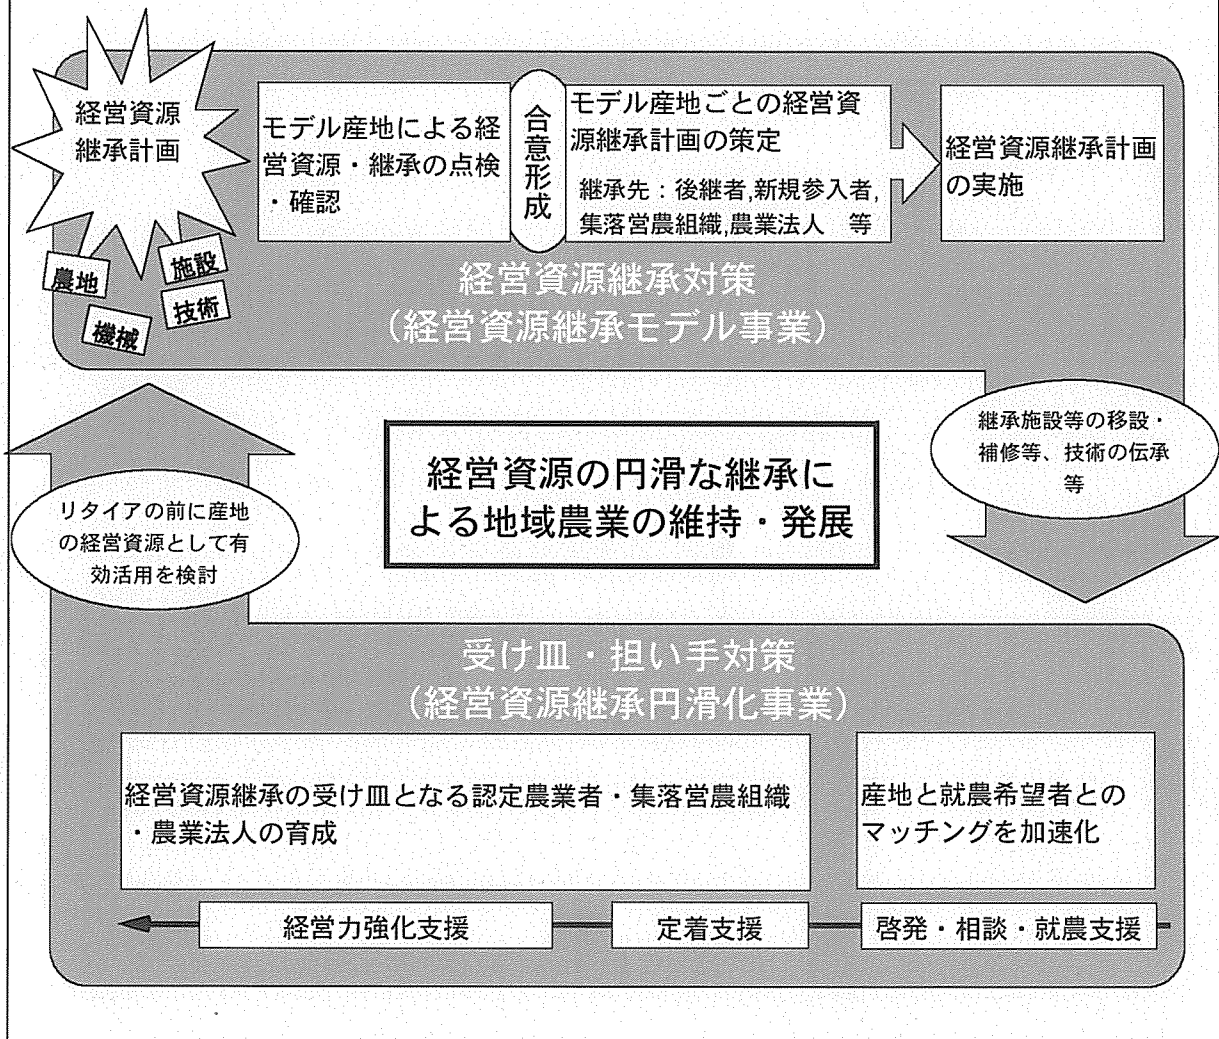 経営資源
継承計画
農地
施設
機械
技術
モデル産地による経
営資源・継承の点検
・確認
合意形成
モデル産地ごとの経営資
源継承計画の策定
継承先：後継者,新規参入者,
集落営農組織,農業法人　等
経営資源継承計画
の実施
経営資源継承対策
（経営資源継承モデル事業）
継承施設等の移設・
補修等、技術の伝承
等
経営資源の円滑な継承に
よる地域農業の維持・発展
リタイアの前に産地
の経営資源として有
効活用を検討
受け皿・担い手対策
（経営資源継承円滑化事業）
経営資源継承の受け皿となる認定農業者・集落営農組織
・農業法人の育成
産地と就農希望者との
マッチングを加速化
経営力強化支援
定着支援
啓発・相談・就農支援